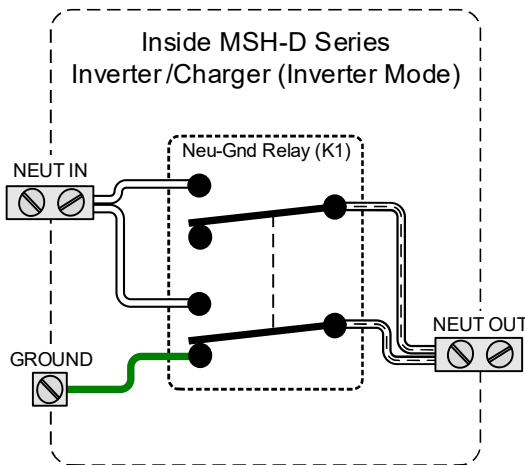 Inside MSH-D Series
Inverter/Charger (Inverter Mode)
Neu-Gnd Relay (K1)
NEUT IN
NEUT OUT
GROUND